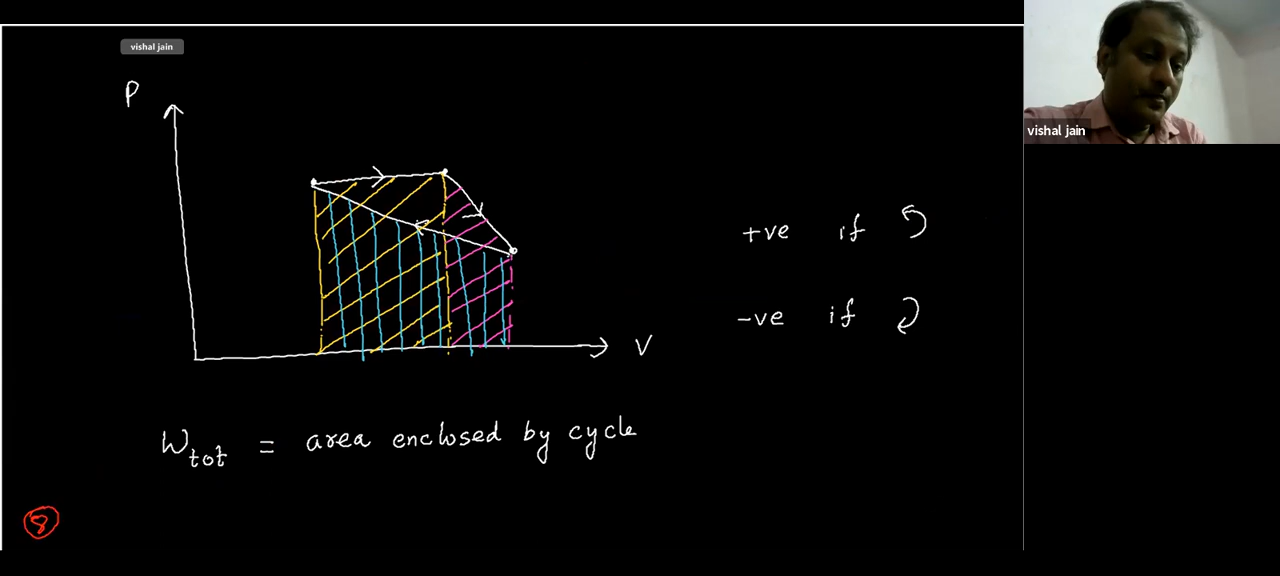 vishal jain
P
vishal jain
+ve if
-ve if
V
W_tot = area enclosed by cycle
8